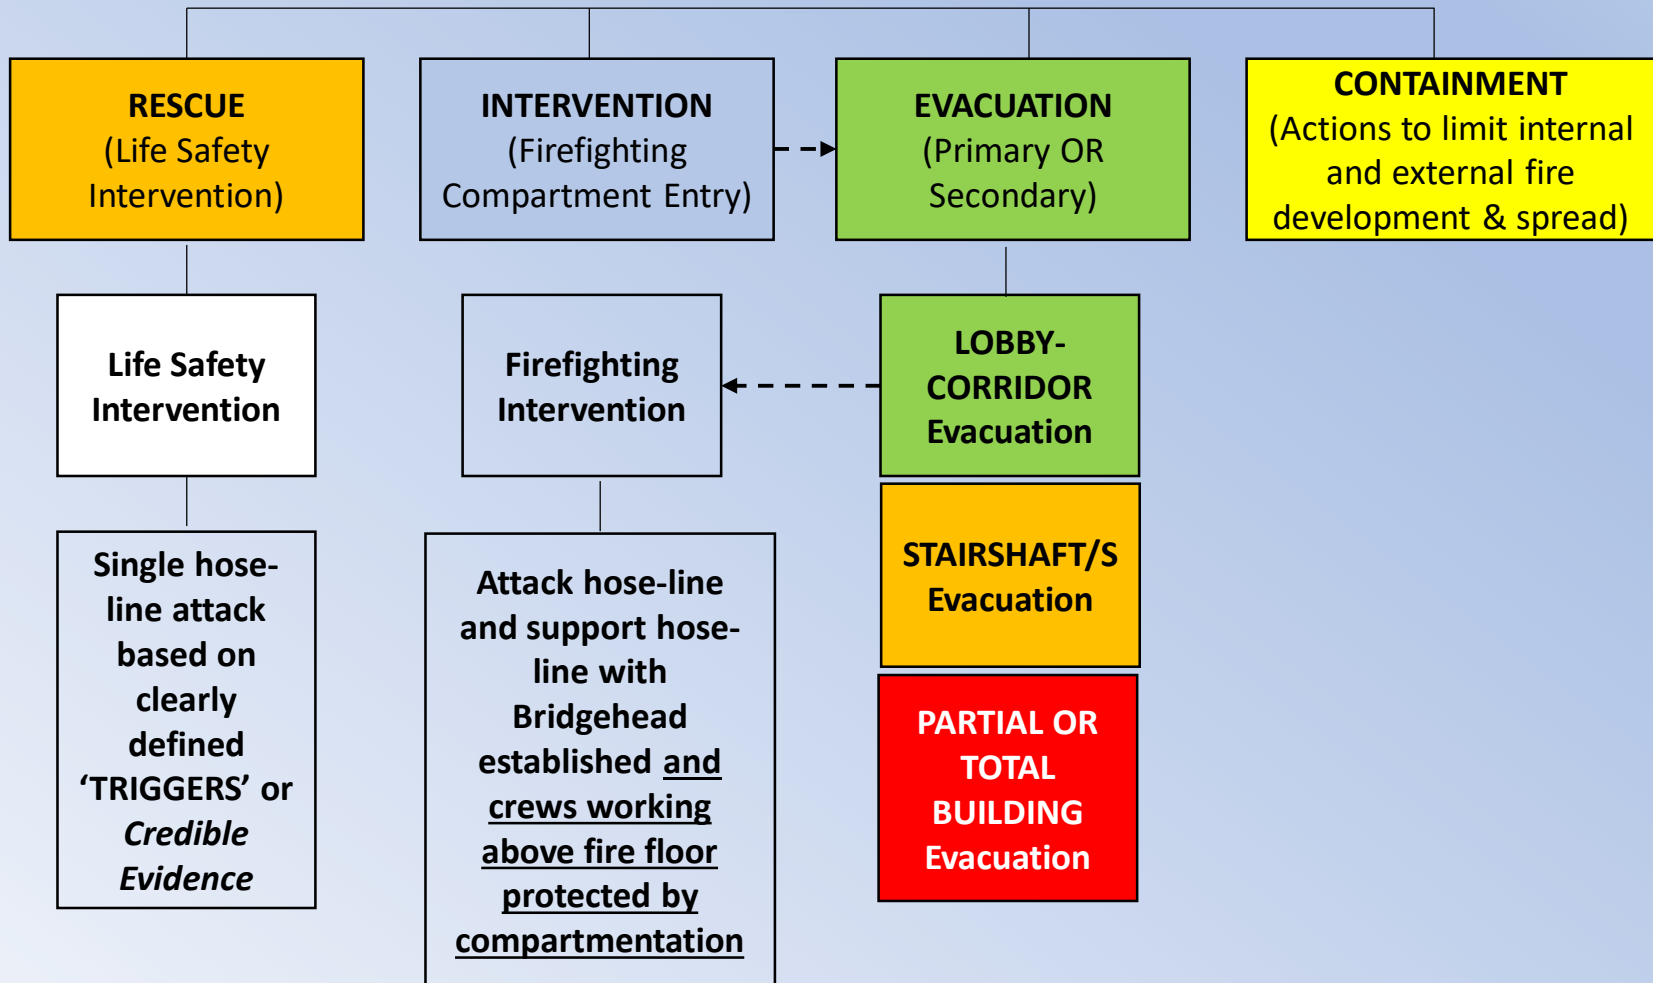 RESCUE
(Life Safety
Intervention)
INTERVENTION
(Firefighting
Compartment Entry)
EVACUATION
(Primary OR
Secondary)
CONTAINMENT
(Actions to limit internal
and external fire
development & spread)
Life Safety
Intervention
Firefighting
Intervention
LOBBY-
CORRIDOR
Evacuation
STAIRSHAFT/S
Evacuation
PARTIAL OR
TOTAL
BUILDING
Evacuation
Single hose-
line attack
based on
clearly
defined
‘TRIGGERS’ or
Credible
Evidence
Attack hose-line
and support hose-
line with
Bridgehead
established and
crews working
above fire floor
protected by
compartmentation